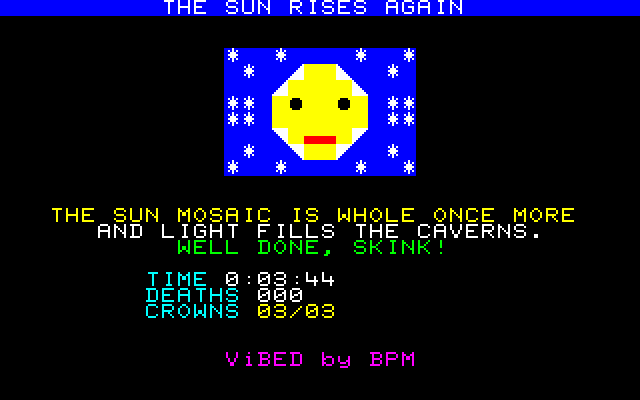 THE SUN RISES AGAIN
THE SUN MOSAIC IS WHOLE ONCE MORE
AND LIGHT FILLS THE CAVERNS.
WELL DONE, SKINK!
TIME 0:03:44
DEATHS 000
CROWNS 03/03
ViBED by BPM